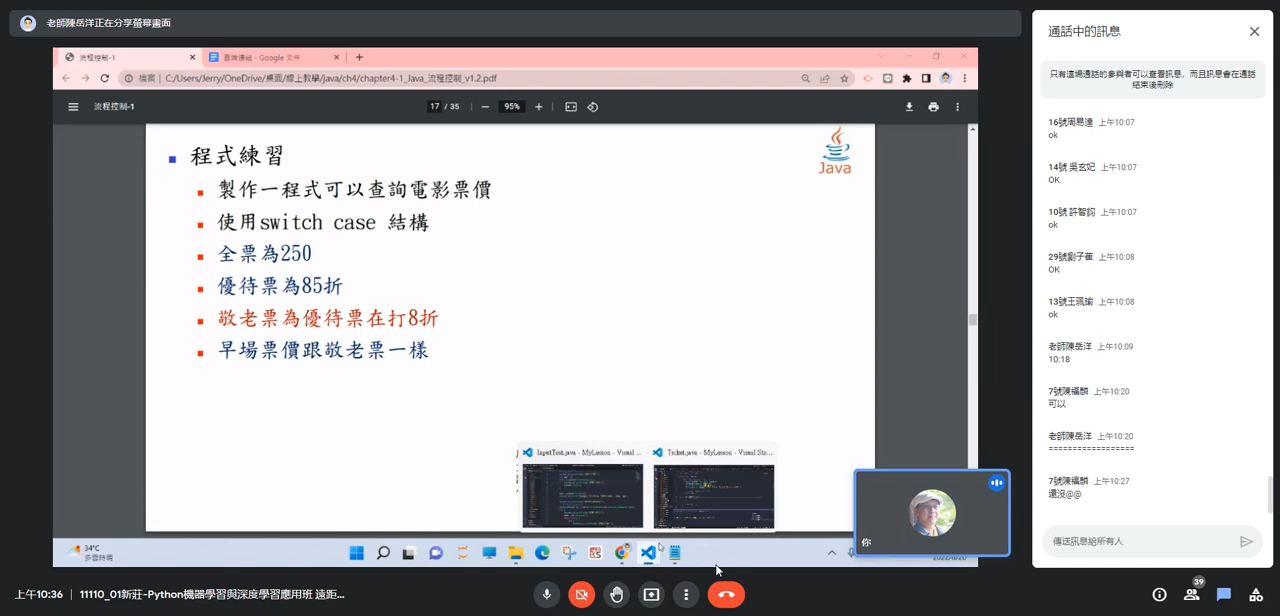 老師陳岳洋正在分享螢幕畫面
流程控制-1
雲端連結 - Google 文件
檔案 | C:/Users/Jerry/OneDrive/桌面/線上教學/java/ch4/chapter4-1_Java_流程控制_v1.2.pdf
流程控制-1
17 / 35
95%
程式練習
Java
製作一程式可以查詢電影票價
使用switch case 結構
全票為250
優待票為85折
敬老票為優待票在打8折
早場票價跟敬老票一樣
InputTest.java - MyLesson - Visual ...
Ticket.java - MyLesson - Visual Stu...
34°C
多雲時晴
你
上午10:36
11110_01新莊-Python機器學習與深度學習應用班 遠距...
通話中的訊息
只有這場通話的參與者可以查看訊息，而且訊息會在通話
結束後刪除
16號周易達 上午10:07
ok
14號 吳玄妃 上午10:07
OK
10號 許智鈞 上午10:07
ok
上午10:08
OK
13號王珮瑜 上午10:08
ok
老師陳岳洋 上午10:09
10:18
7號陳福麟 上午10:20
可以
老師陳岳洋 上午10:20
==================
7號陳福麟 上午10:27
還沒@@
傳送訊息給所有人
39